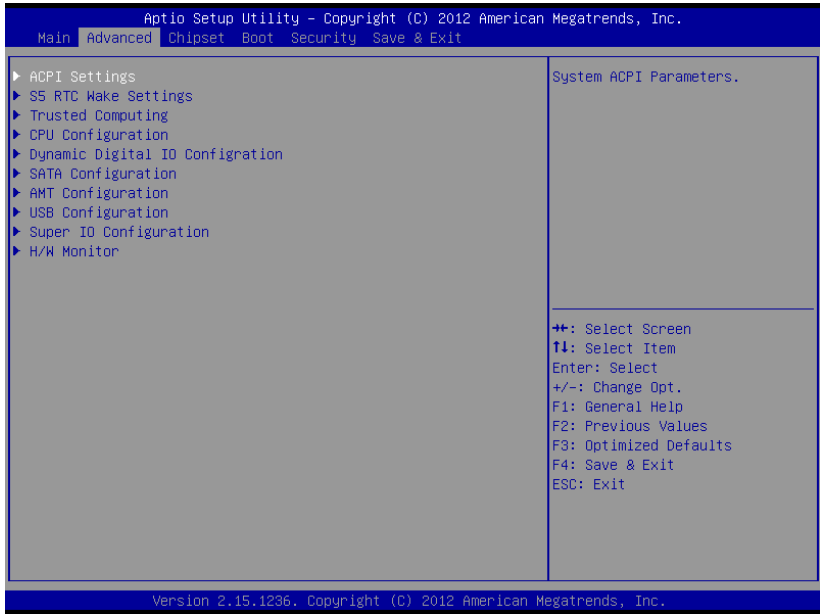 Aptio Setup Utility – Copyright (C) 2012 American Megatrends, Inc.
Main Advanced Chipset Boot Security Save & Exit
ACPI Settings
S5 RTC Wake Settings
Trusted Computing
CPU Configuration
Dynamic Digital IO Configration
SATA Configuration
AMT Configuration
USB Configuration
Super IO Configuration
H/W Monitor
System ACPI Parameters.
→←: Select Screen
↑↓: Select Item
Enter: Select
+/-: Change Opt.
F1: General Help
F2: Previous Values
F3: Optimized Defaults
F4: Save & Exit
ESC: Exit
Version 2.15.1236. Copyright (C) 2012 American Megatrends, Inc.